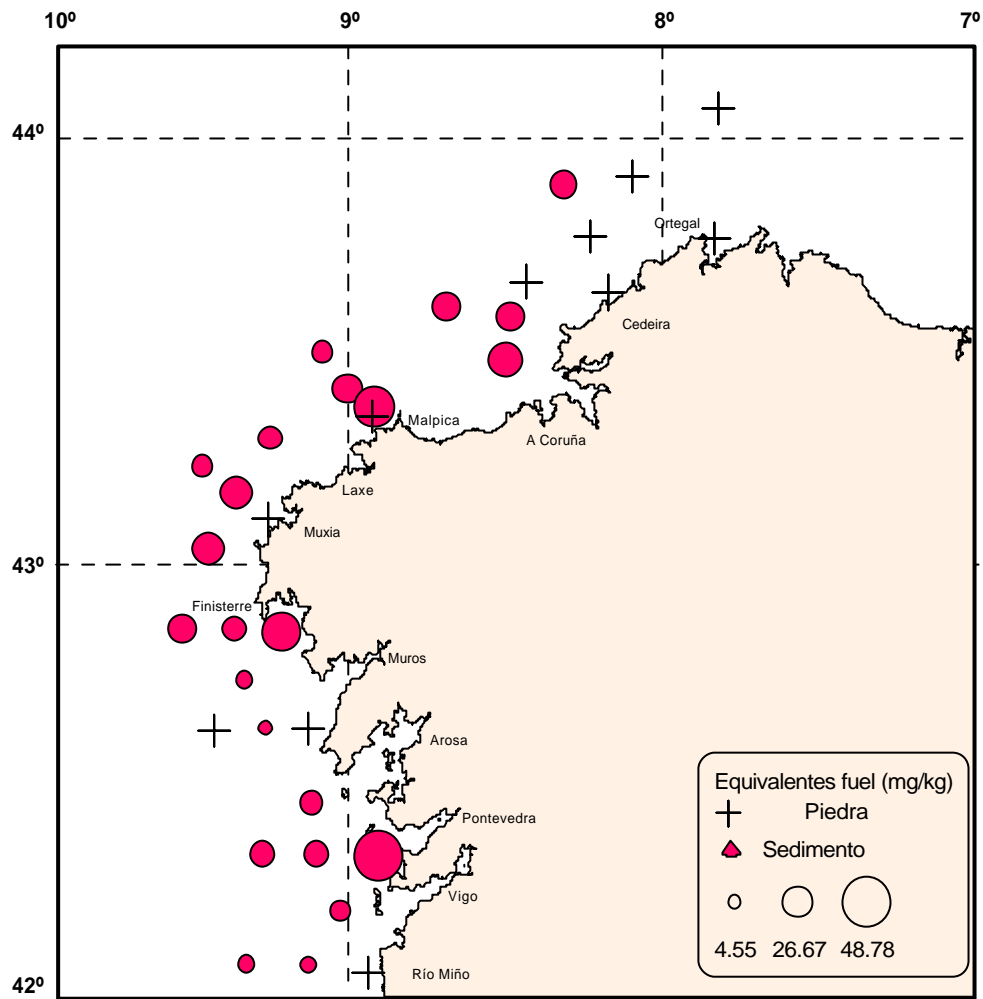 10º 9º 8º 7º
44º
Ortegal
Cedeira
Malpica
A Coruña
Laxe
Muxia
43º
Finisterre
Muros
Arosa
Equivalentes fuel (mg/kg)
Piedra
Pontevedra
Sedimento
Vigo
4.55 26.67 48.78
Río Miño
42º